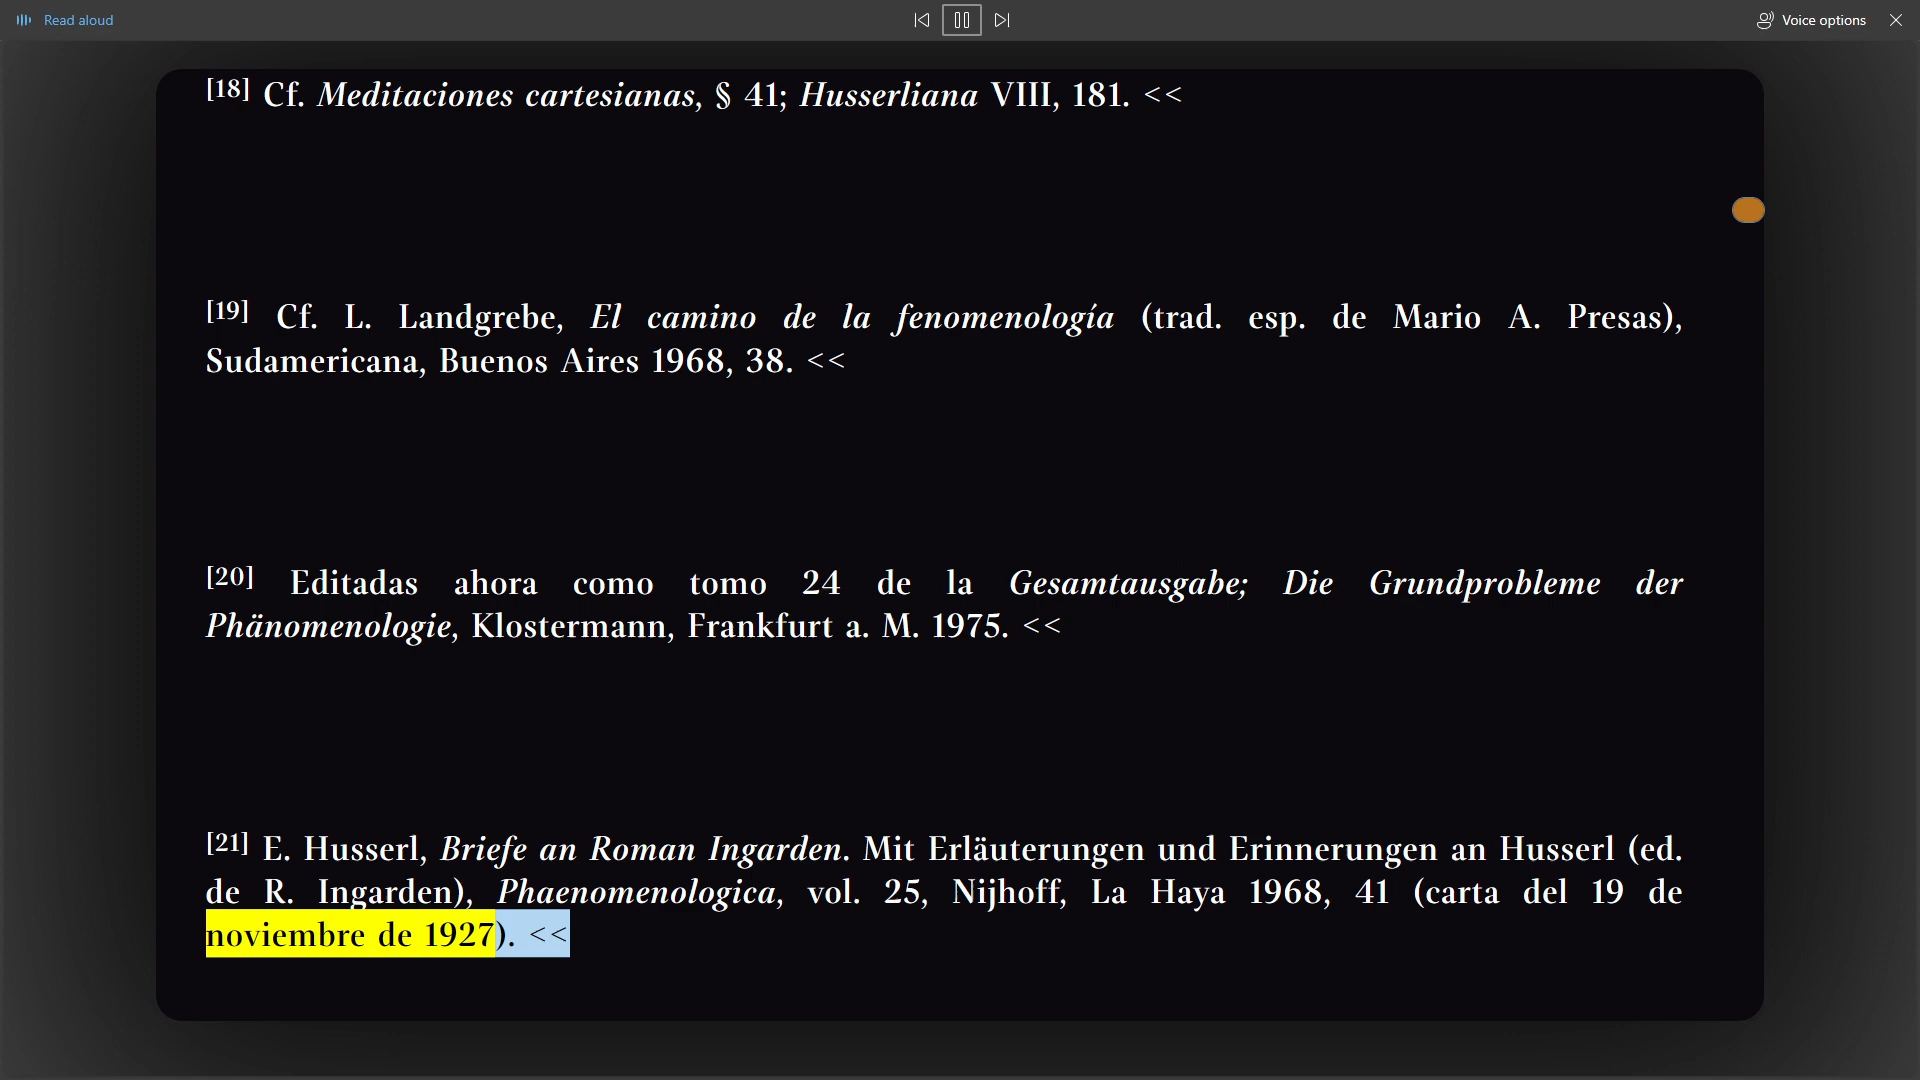 Read aloud
Voice options
[18] Cf. Meditaciones cartesianas, § 41; Husserliana VIII, 181. <<
[19] Cf. L. Landgrebe, El camino de la fenomenología (trad. esp. de Mario A. Presas),
Sudamericana, Buenos Aires 1968, 38. <<
[20] Editadas ahora como tomo 24 de la Gesamtausgabe; Die Grundprobleme der
Phänomenologie, Klostermann, Frankfurt a. M. 1975. <<
[21] E. Husserl, Briefe an Roman Ingarden. Mit Erläuterungen und Erinnerungen an Husserl (ed.
de R. Ingarden), Phaenomenologica, vol. 25, Nijhoff, La Haya 1968, 41 (carta del 19 de
noviembre de 1927). <<